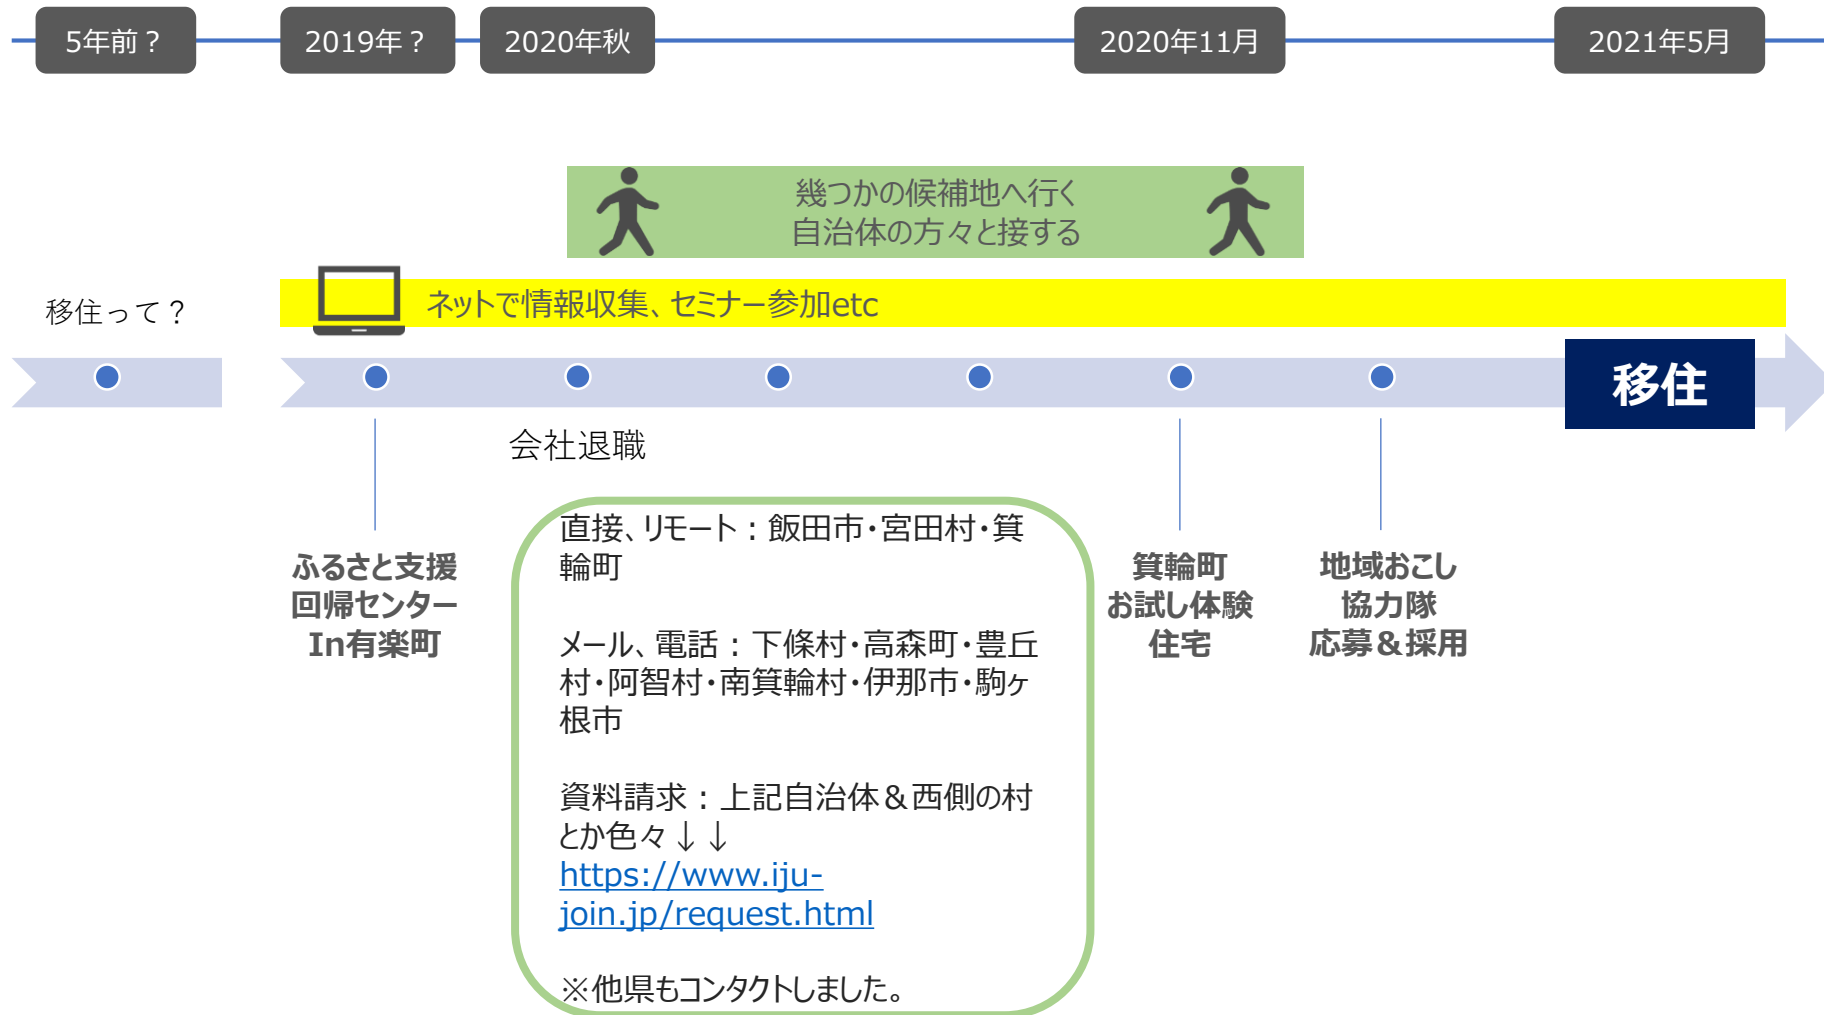 5年前？
2019年？
2020年秋
2020年11月
2021年5月
幾つかの候補地へ行く
自治体の方々と接する
移住って？
ネットで情報収集、セミナー参加etc
移住
会社退職
ふるさと支援
回帰センター
In有楽町
直接、リモート：飯田市・宮田村・箕
輪町
メール、電話：下條村・高森町・豊丘
村・阿智村・南箕輪村・伊那市・駒ヶ
根市
資料請求：上記自治体＆西側の村
とか色々↓↓
https://www.iju-
join.jp/request.html
※他県もコンタクトしました。
箕輪町
お試し体験
住宅
地域おこし
協力隊
応募＆採用